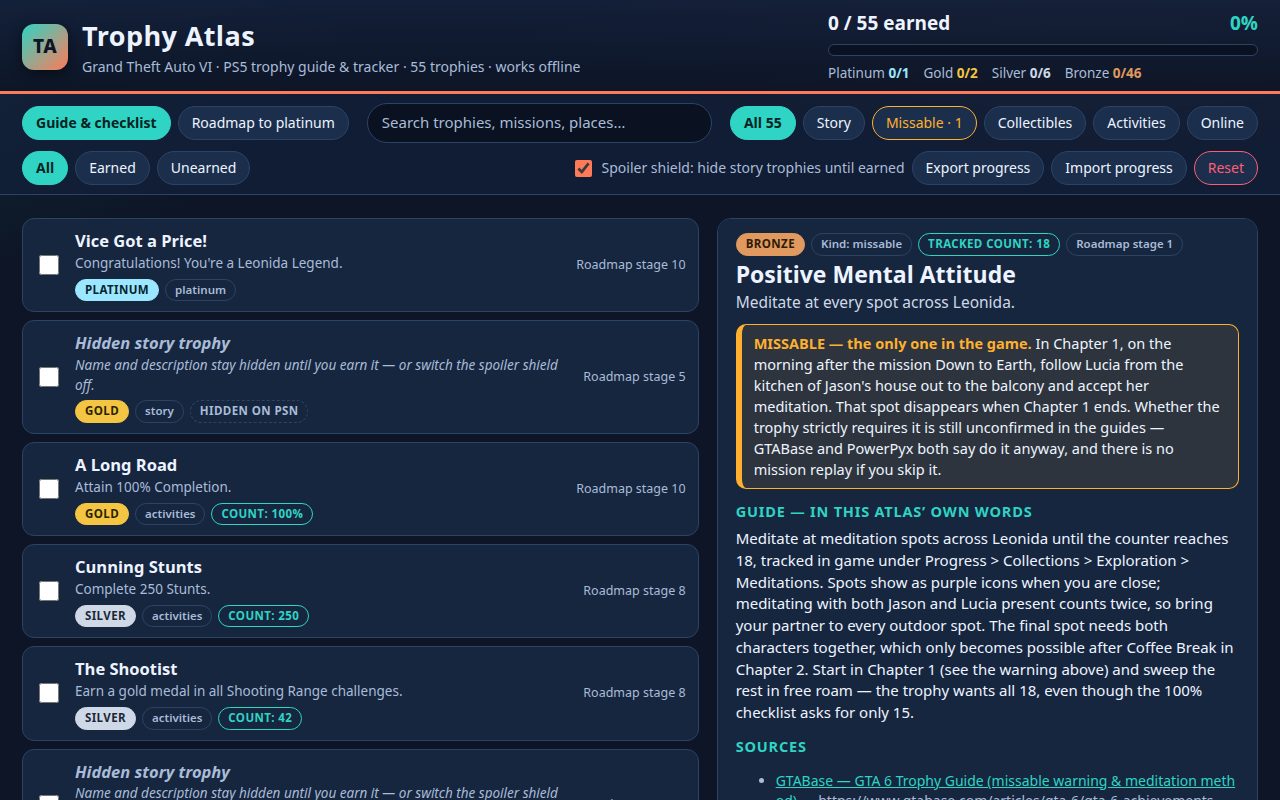 TA
Trophy Atlas
Grand Theft Auto VI · PS5 trophy guide & tracker · 55 trophies · works offline
0 / 55 earned
0%
Platinum 0/1 Gold 0/2 Silver 0/6 Bronze 0/46
Guide & checklist
Roadmap to platinum
Search trophies, missions, places...
All 55
Story
Missable · 1
Collectibles
Activities
Online
All
Earned
Unearned
Spoiler shield: hide story trophies until earned
Export progress
Import progress
Reset
Vice Got a Price!
Congratulations! You're a Leonida Legend.
PLATINUM platinum
Roadmap stage 10
Hidden story trophy
Name and description stay hidden until you earn it — or switch the spoiler shield
off.
GOLD story HIDDEN ON PSN
Roadmap stage 5
A Long Road
Attain 100% Completion.
GOLD activities COUNT: 100%
Roadmap stage 10
Cunning Stunts
Complete 250 Stunts.
SILVER activities COUNT: 250
Roadmap stage 8
The Shootist
Earn a gold medal in all Shooting Range challenges.
SILVER activities COUNT: 42
Roadmap stage 8
Hidden story trophy
Name and description stay hidden until you earn it — or switch the spoiler shield
BRONZE Kind: missable TRACKED COUNT: 18 Roadmap stage 1
Positive Mental Attitude
Meditate at every spot across Leonida.
MISSABLE — the only one in the game. In Chapter 1, on the
morning after the mission Down to Earth, follow Lucia from the
kitchen of Jason's house out to the balcony and accept her
meditation. That spot disappears when Chapter 1 ends. Whether the
trophy strictly requires it is still unconfirmed in the guides —
GTABase and PowerPyx both say do it anyway, and there is no
mission replay if you skip it.
GUIDE — IN THIS ATLAS’ OWN WORDS
Meditate at meditation spots across Leonida until the counter reaches
18, tracked in game under Progress > Collections > Exploration >
Meditations. Spots show as purple icons when you are close;
meditating with both Jason and Lucia present counts twice, so bring
your partner to every outdoor spot. The final spot needs both
characters together, which only becomes possible after Coffee Break in
Chapter 2. Start in Chapter 1 (see the warning above) and sweep the
rest in free roam — the trophy wants all 18, even though the 100%
checklist asks for only 15.
SOURCES
GTABase — GTA 6 Trophy Guide (missable warning & meditation meth
od) — https://www.gtabase.com/articles/gta-6/gta-6-achievements-